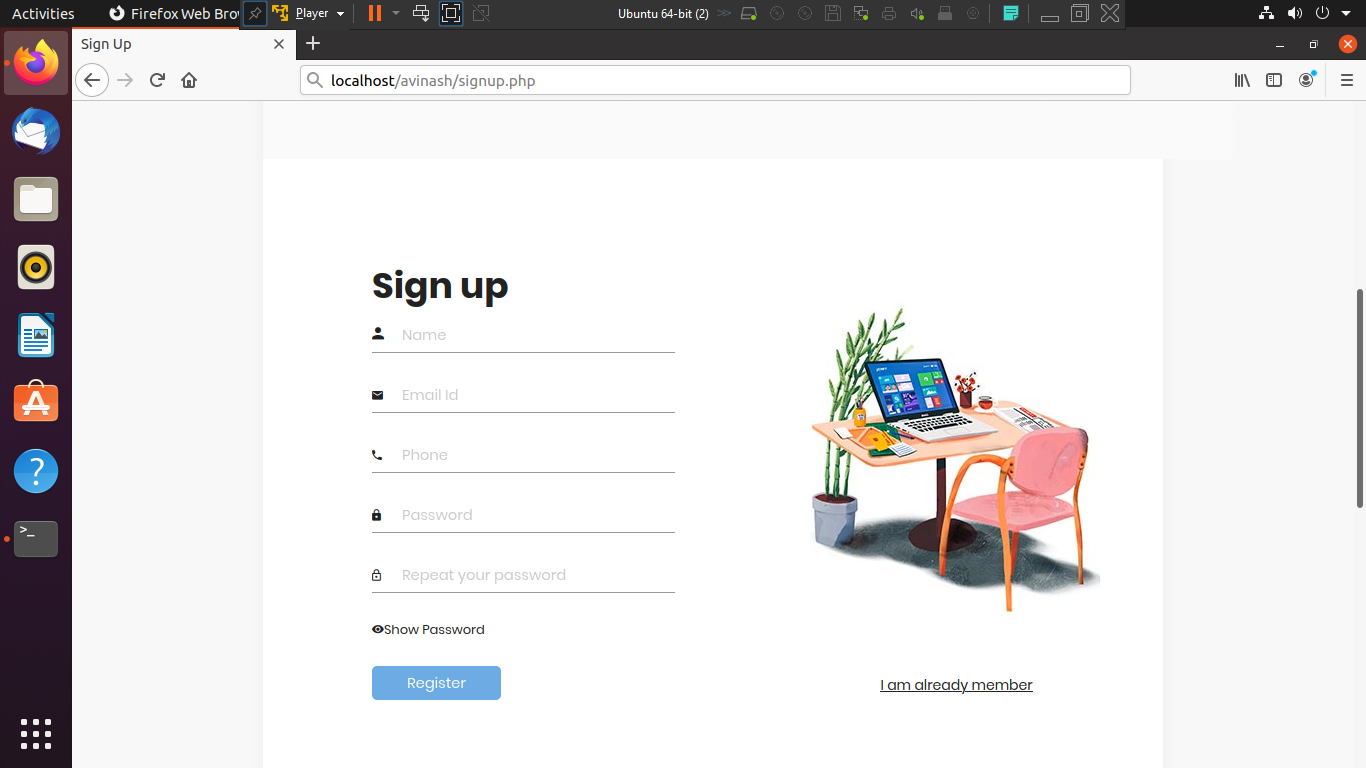 Activities
Firefox Web Brow
Player
Ubuntu 64-bit (2)
Sign Up
localhost/avinash/signup.php
Sign up
Name
Email Id
Phone
Password
Repeat your password
Show Password
Register
I am already member